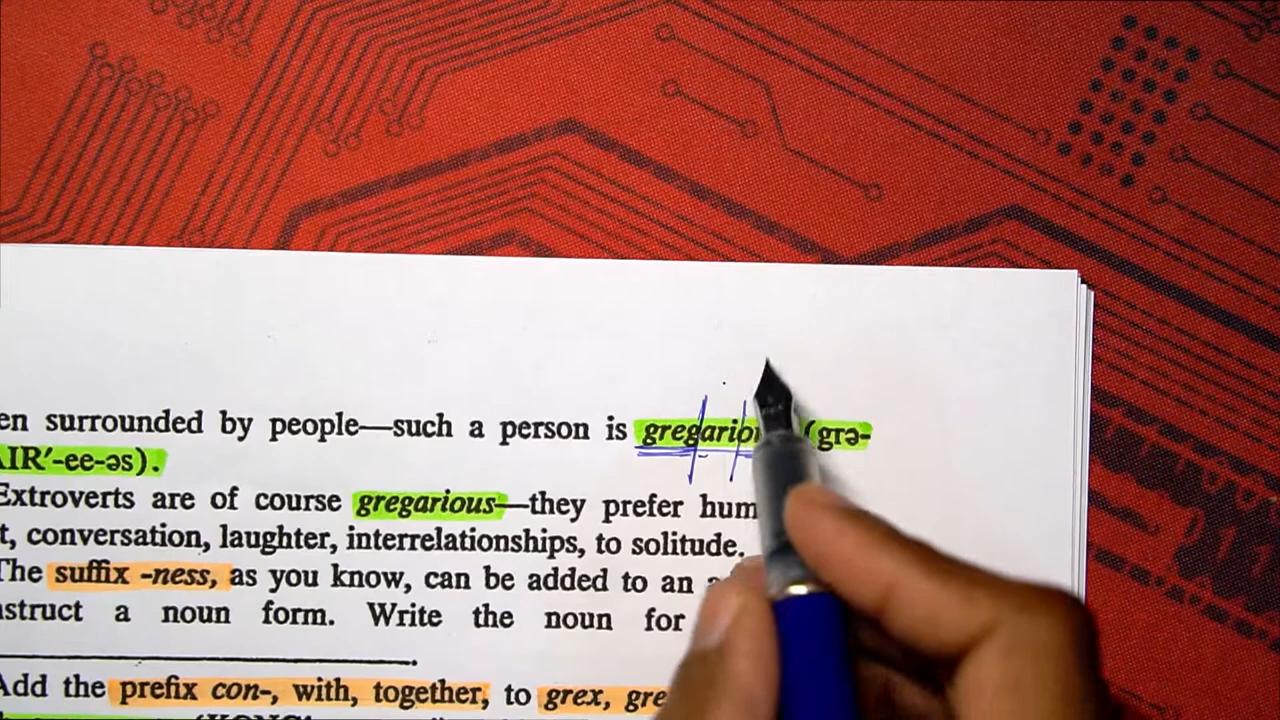 en surrounded by people—such a person is gregario (grə-
AIR′-ee-əs).
Extroverts are of course gregarious—they prefer hum
t, conversation, laughter, interrelationships, to solitude.
The suffix -ness, as you know, can be added to an
nstruct a noun form. Write the noun for
Add the prefix con-, with, together, to grex, gre